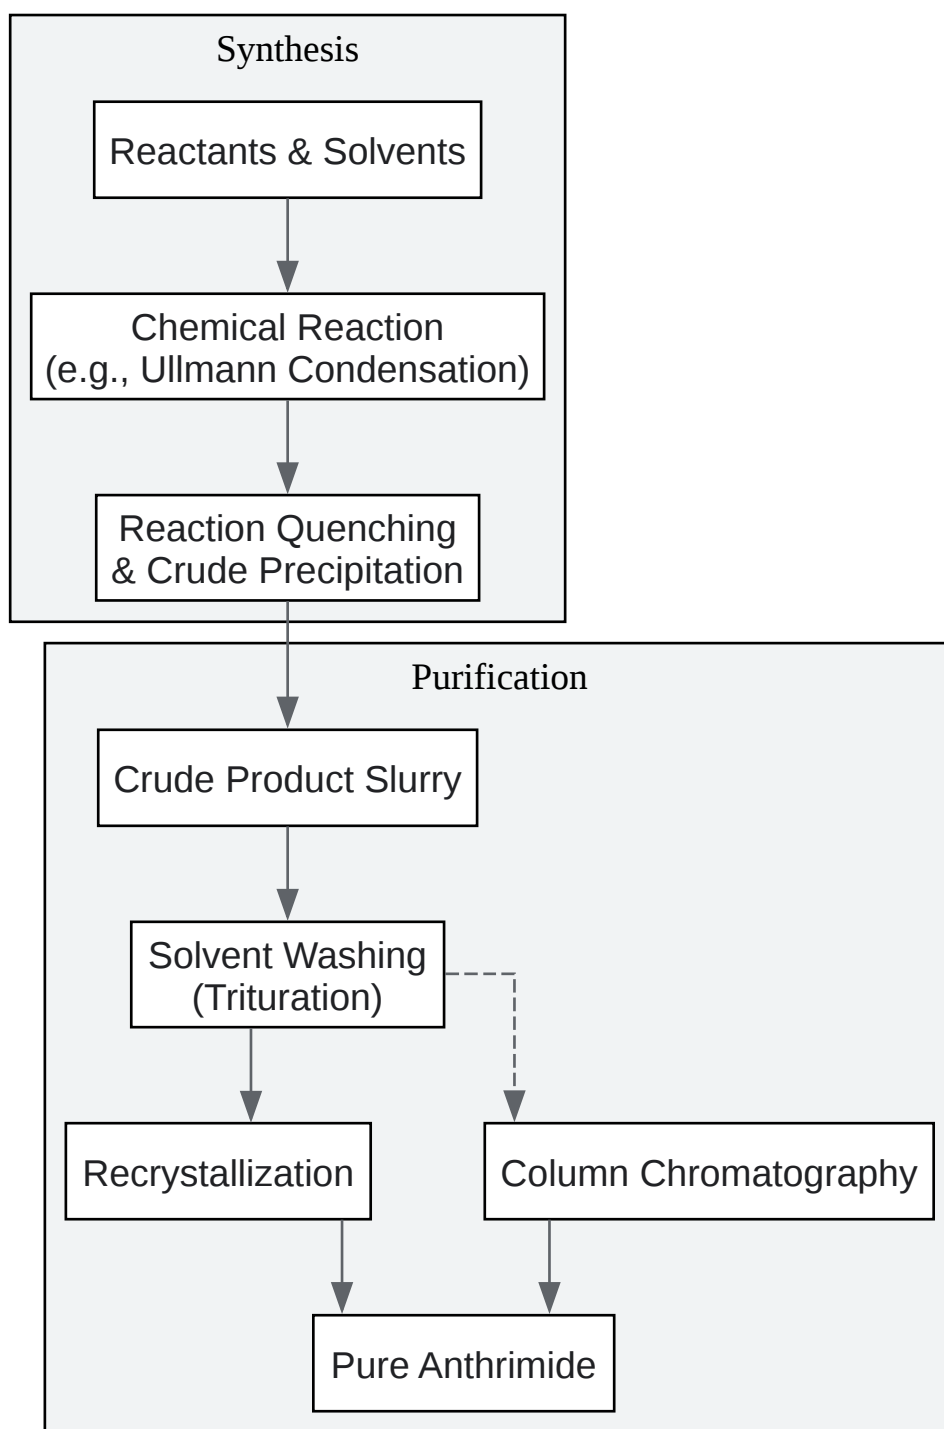 Synthesis
Reactants & Solvents
Chemical Reaction
(e.g., Ullmann Condensation)
Reaction Quenching
& Crude Precipitation
Purification
Crude Product Slurry
Solvent Washing
(Trituration)
Recrystallization
Column Chromatography
Pure Anthrimide